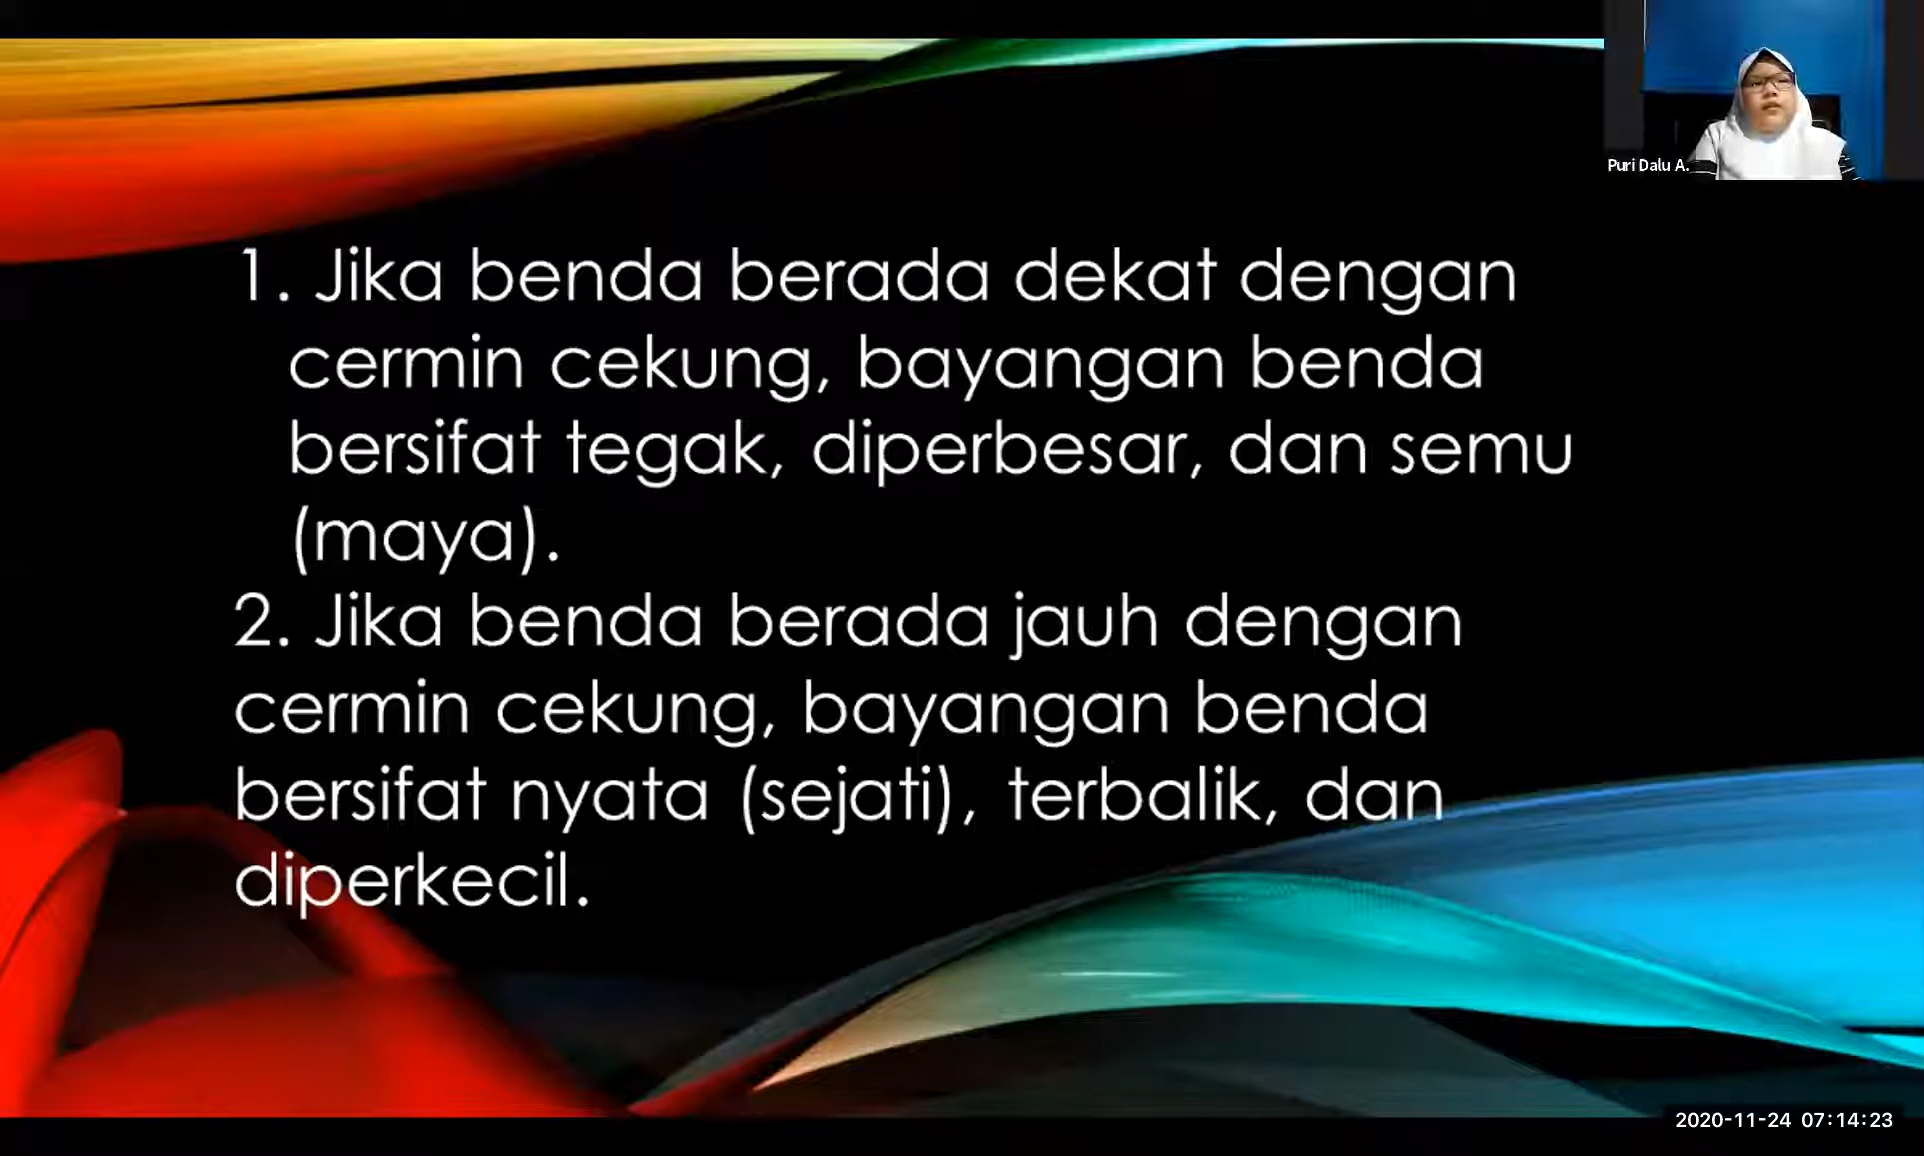 Puri Dalu A.
1. Jika benda berada dekat dengan
cermin cekung, bayangan benda
bersifat tegak, diperbesar, dan semu
(maya).
2. Jika benda berada jauh dengan
cermin cekung, bayangan benda
bersifat nyata (sejati), terbalik, dan
diperkecil.
2020-11-24 07:14:23